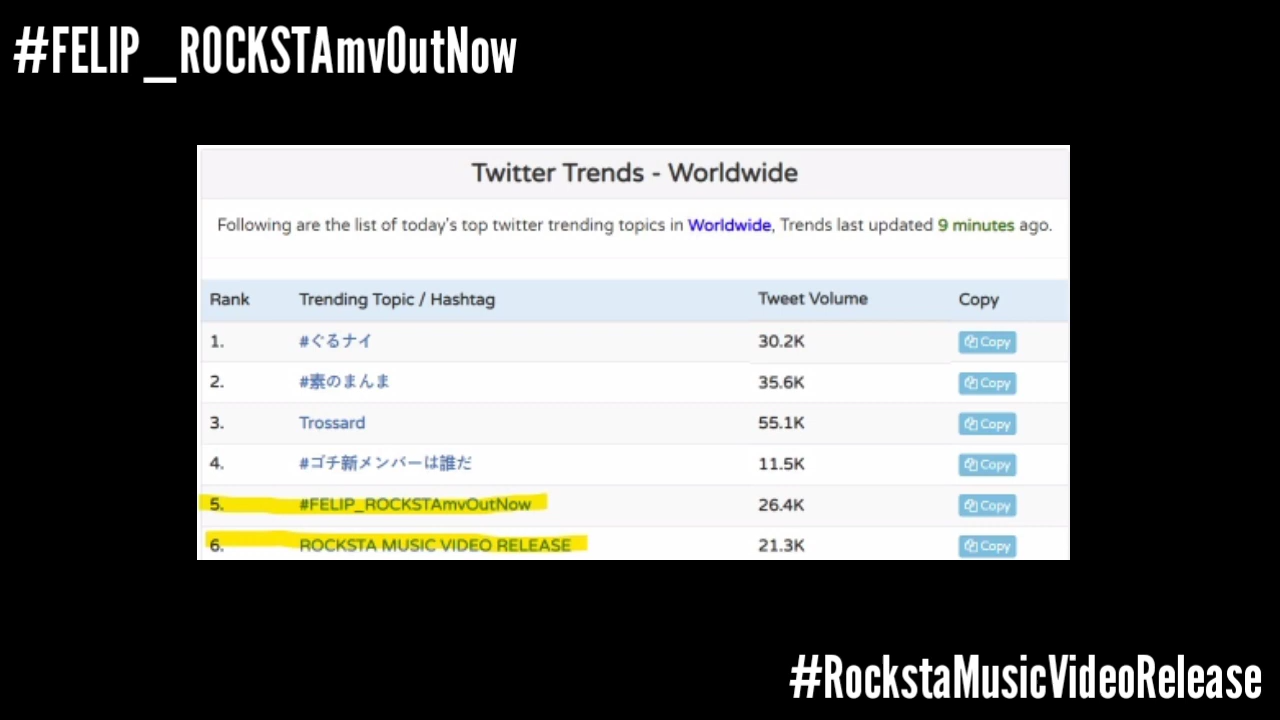 #FELIP_ROCKSTAmvOutNow
Twitter Trends - Worldwide
Following are the list of today's top twitter trending topics in Worldwide, Trends last updated 9 minutes ago.
Rank Trending Topic / Hashtag Tweet Volume Copy
1. #ぐるナイ 30.2K Copy
2. #素のまんま 35.6K Copy
3. Trossard 55.1K Copy
4. #ゴチ新メンバーは誰だ 11.5K Copy
5. #FELIP_ROCKSTAmvOutNow 26.4K Copy
6. ROCKSTA MUSIC VIDEO RELEASE 21.3K Copy
#RockstaMusicVideoRelease